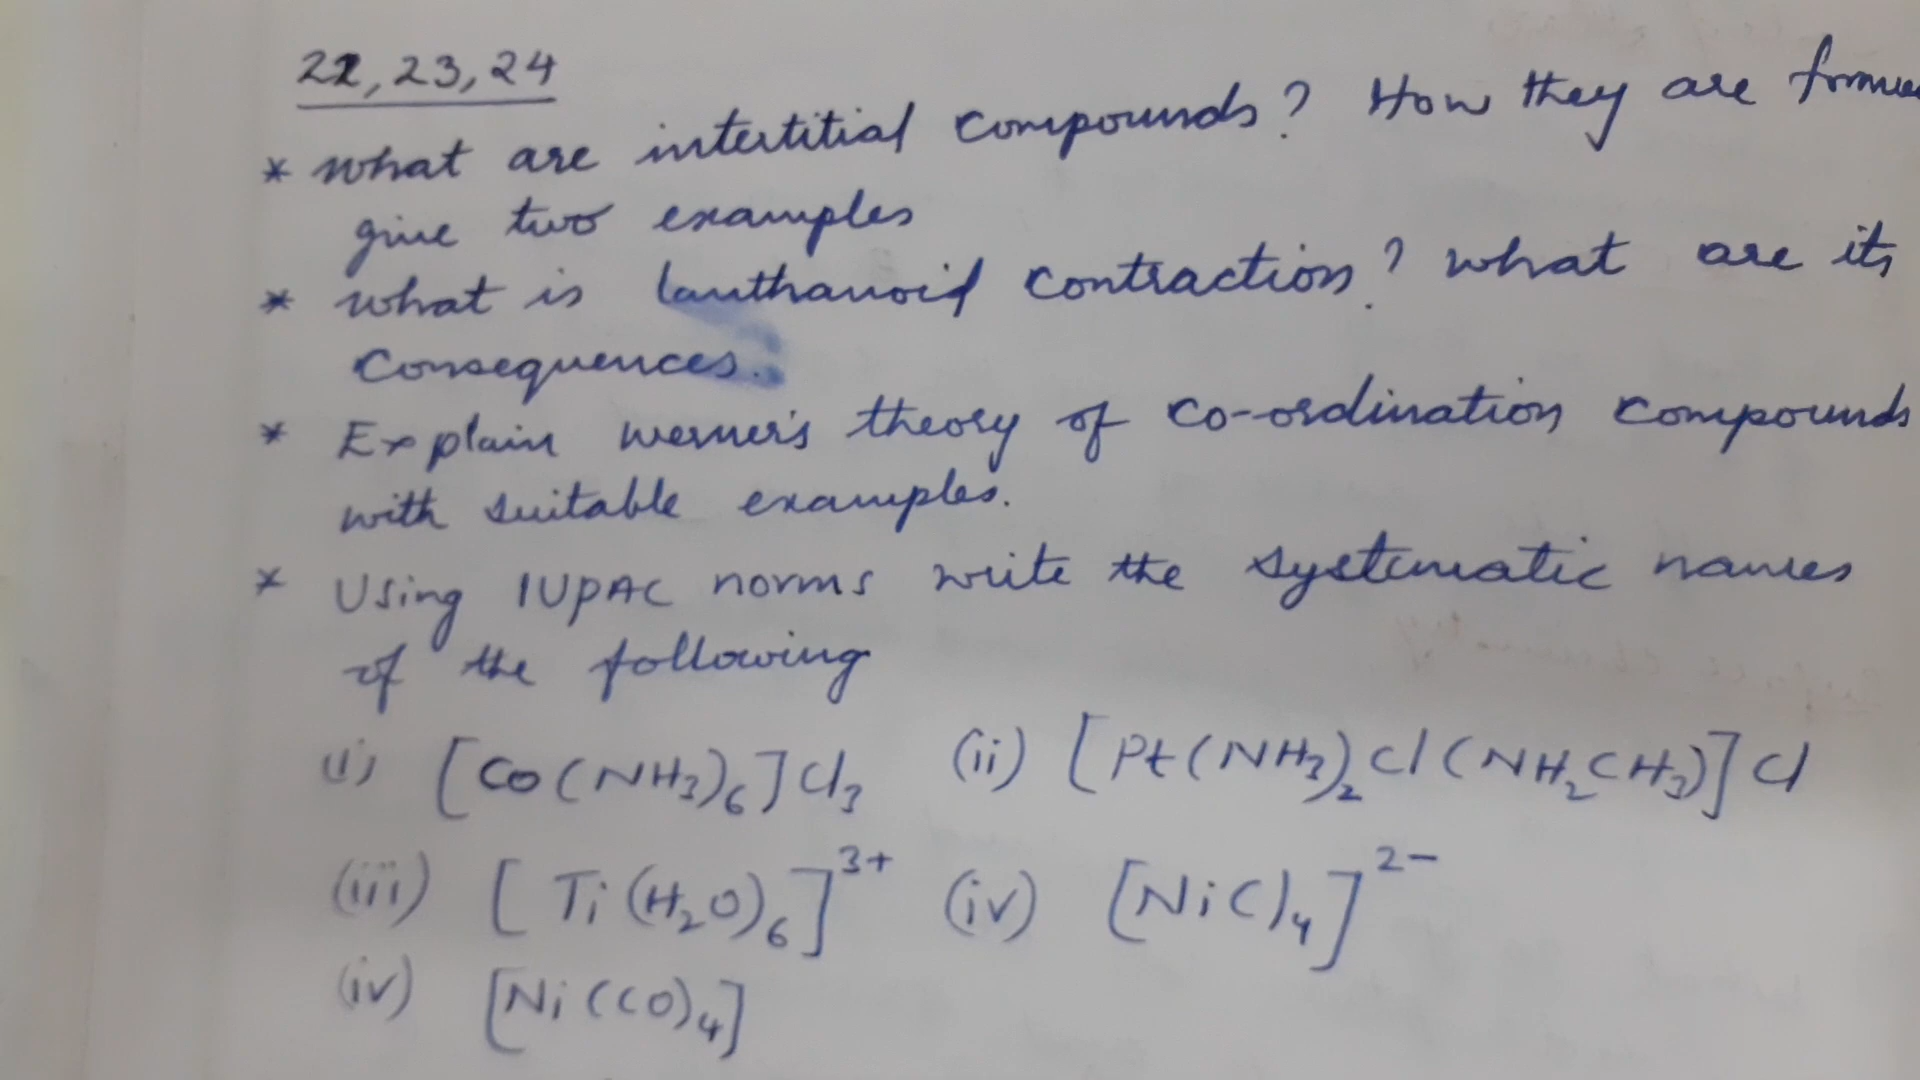 22, 23, 24
* what are intertitial compounds? How they are
give two examples
* what is lanthanoid contraction? what are its
Consequences.
* Explain werner's theory of co-ordination compounds
with suitable examples.
* Using IUPAC norms write the systematic names
of the following
(i) [Co(NH₃)₆]Cl₃ (ii) [Pt(NH₃)₂Cl(NH₂CH₃)]Cl
(iii) [Ti(H₂O)₆]³⁺ (iv) [NiCl₄]²⁻
(iv) [Ni(CO)₄]